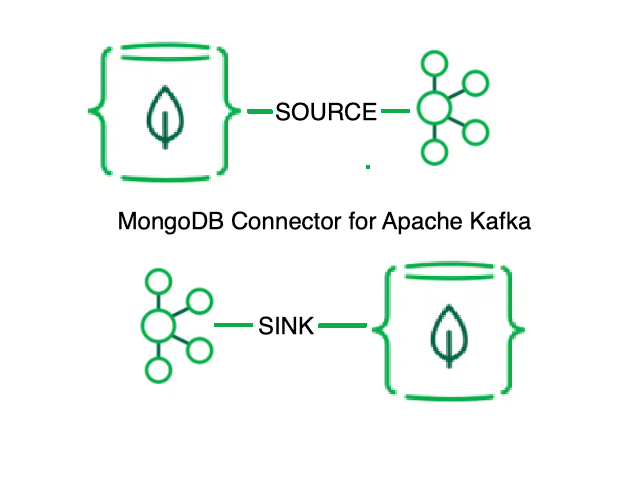 SOURCE
MongoDB Connector for Apache Kafka
SINK